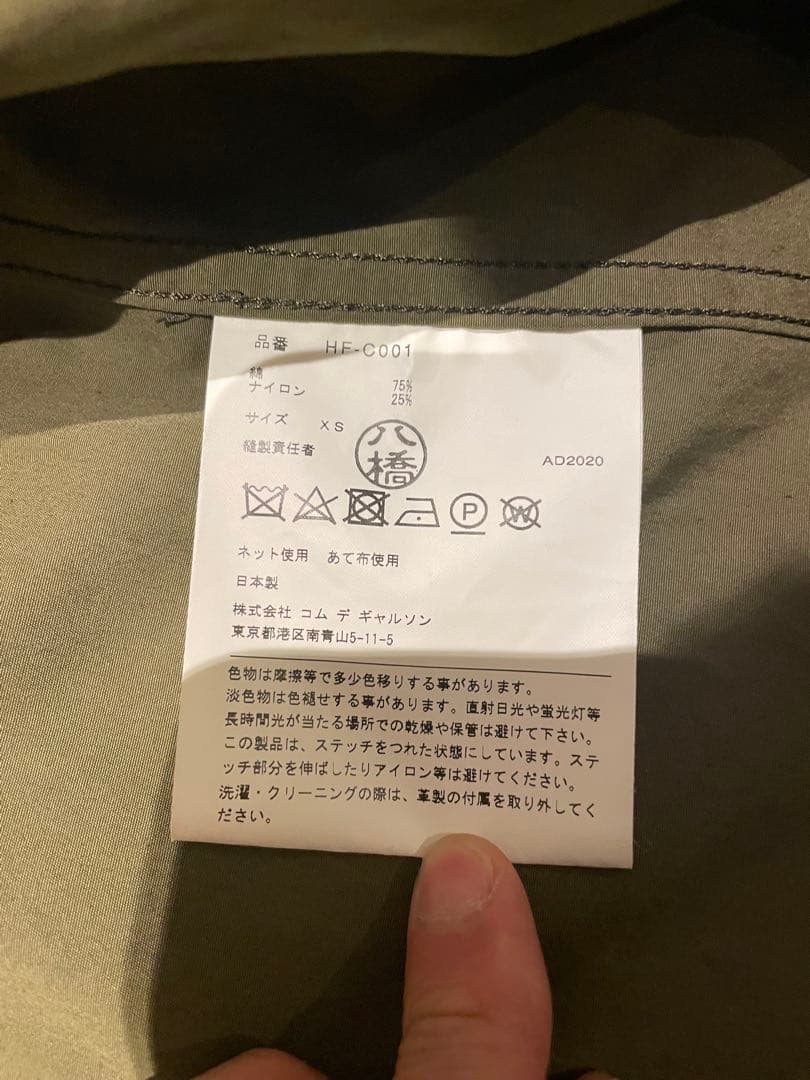 品番 HF-C001
綿 75%
ナイロン 25%
サイズ XS
縫製責任者 八橋 AD2020
P W
ネット使用 あて布使用
日本製
株式会社 コム デ ギャルソン
東京都港区南青山5-11-5
色物は摩擦等で多少色移りする事があります。
淡色物は色褪せする事があります。直射日光や蛍光灯等
長時間光が当たる場所での乾燥や保管は避けて下さい。
この製品は、ステッチをつれた状態にしています。ステ
ッチ部分を伸ばしたりアイロン等は避けてください。
洗濯・クリーニングの際は、革製の付属を取り外してく
ださい。